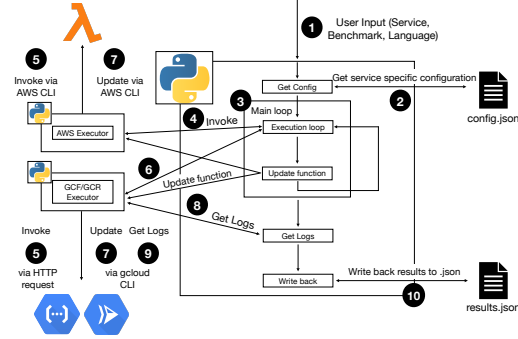 1
User Input (Service,
Benchmark, Language)
5
7
Invoke via
AWS CLI
Update via
AWS CLI
Get Config
Get service specific configuration
2
config.json
3
Main loop
4
Invoke
AWS Executor
Execution loop
6
Update function
Update function
GCF/GCR
Executor
8
Get Logs
Get Logs
Invoke
Update
Get Logs
5
7
9
via HTTP
request
via gcloud
CLI
Write back
Write back results to .json
10
results.json